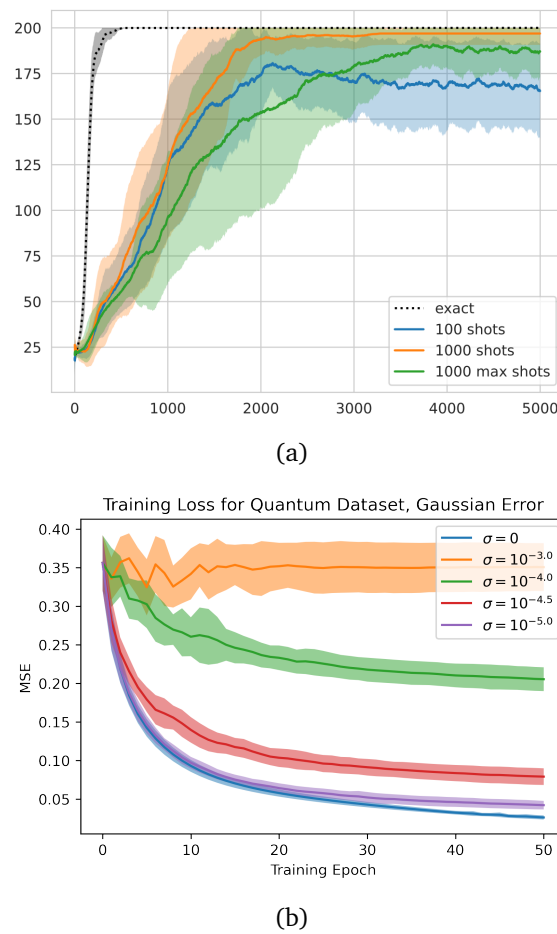 200
175
150
125
100
75
50
25
0
1000
2000
3000
4000
5000
exact
100 shots
1000 shots
1000 max shots
(a)
Training Loss for Quantum Dataset, Gaussian Error
0.40
0.35
0.30
0.25
0.20
0.15
0.10
0.05
MSE
σ = 0
σ = 10^{-3.0}
σ = 10^{-4.0}
σ = 10^{-4.5}
σ = 10^{-5.0}
0
10
20
30
40
50
Training Epoch
(b)